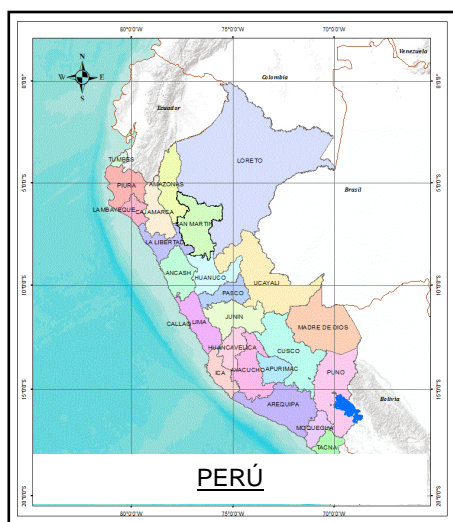 80°0'0"W 75°0'0"W 70°0'0"W
Venezuela
N
W E
S
Colombia
Ecuador
TUMBES
LORETO
PIURA
AMAZONAS
Brasil
LAMBAYEQUE
CAJAMARCA
SAN MARTIN
LA LIBERTAD
ANCASH
HUANUCO
UCAYALI
PASCO
CALLAO
LIMA
JUNIN
MADRE DE DIOS
HUANCAVELICA
CUSCO
ICA
AYACUCHO
APURIMAC
PUNO
AREQUIPA
Bolivia
MOQUEGUA
TACNA
PERÚ
80°0'0"W 75°0'0"W 70°0'0"W